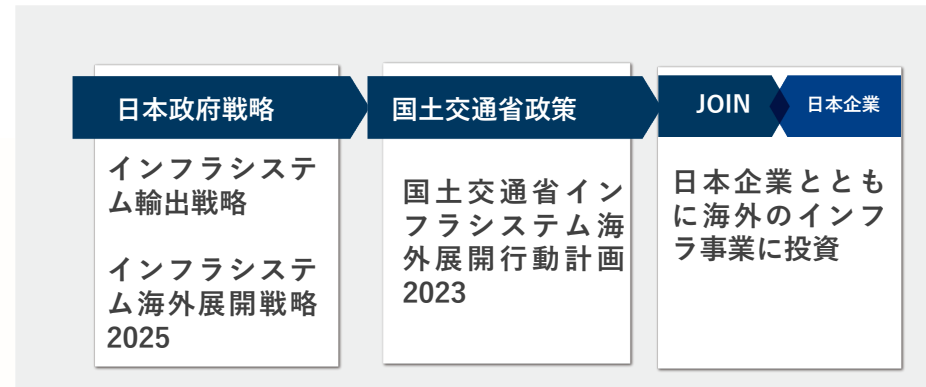 日本政府戦略
インフラシステ
ム輸出戦略
インフラシステ
ム海外展開戦略
2025
国土交通省政策
国土交通省イン
フラシステム海
外展開行動計画
2023
JOIN
日本企業
日本企業ととも
に海外のインフ
ラ事業に投資